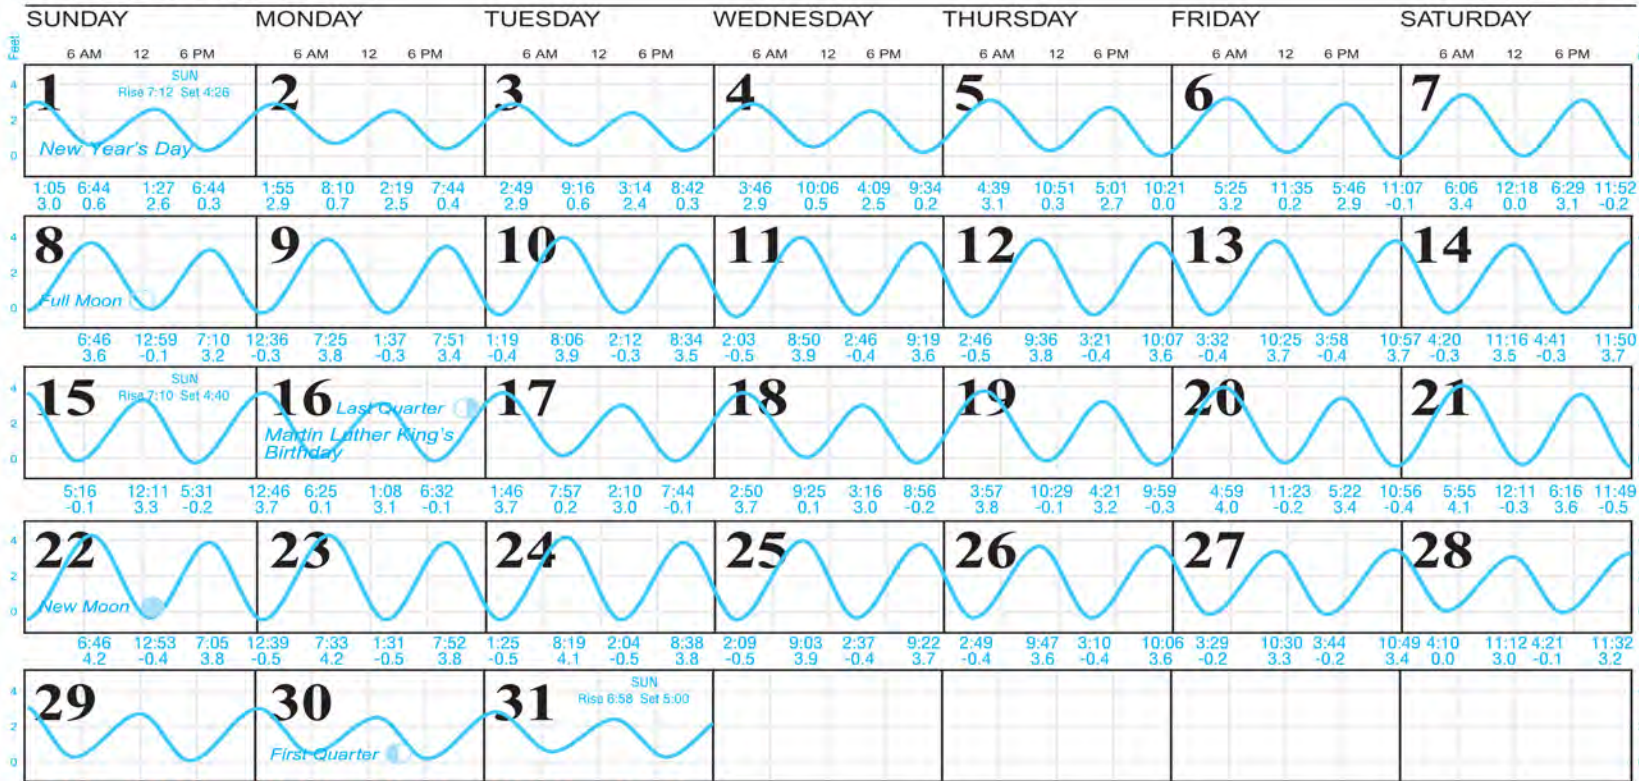 SUNDAY MONDAY TUESDAY WEDNESDAY THURSDAY FRIDAY SATURDAY
Feet
6 AM 12 6 PM 6 AM 12 6 PM 6 AM 12 6 PM 6 AM 12 6 PM 6 AM 12 6 PM 6 AM 12 6 PM 6 AM 12 6 PM
4
2
0
1 2 3 4 5 6 7
SUN
Rise 7:12 Set 4:26
New Year's Day
1:05 6:44 1:27 6:44 1:55 8:10 2:19 7:44 2:49 9:16 3:14 8:42 3:46 10:06 4:09 9:34 4:39 10:51 5:01 10:21 5:25 11:35 5:46 11:07 6:06 12:18 6:29 11:52
3.0 0.6 2.6 0.3 2.9 0.7 2.5 0.4 2.9 0.6 2.4 0.3 2.9 0.5 2.5 0.2 3.1 0.3 2.7 0.0 3.2 0.2 2.9 -0.1 3.4 0.0 3.1 -0.2
4
2
0
8 9 10 11 12 13 14
Full Moon
6:46 12:59 7:10 12:36 7:25 1:37 7:51 1:19 8:06 2:12 8:34 2:03 8:50 2:46 9:19 2:46 9:36 3:21 10:07 3:32 10:25 3:58 10:57 4:20 11:16 4:41 11:50
3.6 -0.1 3.2 -0.3 3.8 -0.3 3.4 -0.4 3.9 -0.3 3.5 -0.5 3.9 -0.4 3.6 -0.5 3.8 -0.4 3.6 -0.4 3.7 -0.4 3.7 -0.3 3.5 -0.3 3.7
4
2
0
15 16 17 18 19 20 21
SUN
Rise 7:10 Set 4:40
Last Quarter
Martin Luther King's
Birthday
5:16 12:11 5:31 12:46 6:25 1:08 6:32 1:46 7:57 2:10 7:44 2:50 9:25 3:16 8:56 3:57 10:29 4:21 9:59 4:59 11:23 5:22 10:56 5:55 12:11 6:16 11:49
-0.1 3.3 -0.2 3.7 0.1 3.1 -0.1 3.7 0.2 3.0 -0.1 3.7 0.1 3.0 -0.2 3.8 -0.1 3.2 -0.3 4.0 -0.2 3.4 -0.4 4.1 -0.3 3.6 -0.5
4
2
0
22 23 24 25 26 27 28
New Moon
6:46 12:53 7:05 12:39 7:33 1:31 7:52 1:25 8:19 2:04 8:38 2:09 9:03 2:37 9:22 2:49 9:47 3:10 10:06 3:29 10:30 3:44 10:49 4:10 11:12 4:21 11:32
4.2 -0.4 3.8 -0.5 4.2 -0.5 3.8 -0.5 4.1 -0.5 3.8 -0.5 3.9 -0.4 3.7 -0.4 3.6 -0.4 3.6 -0.2 3.3 -0.2 3.4 0.0 3.0 -0.1 3.2
4
2
0
29 30 31
SUN
Rise 6:58 Set 5:00
First Quarter